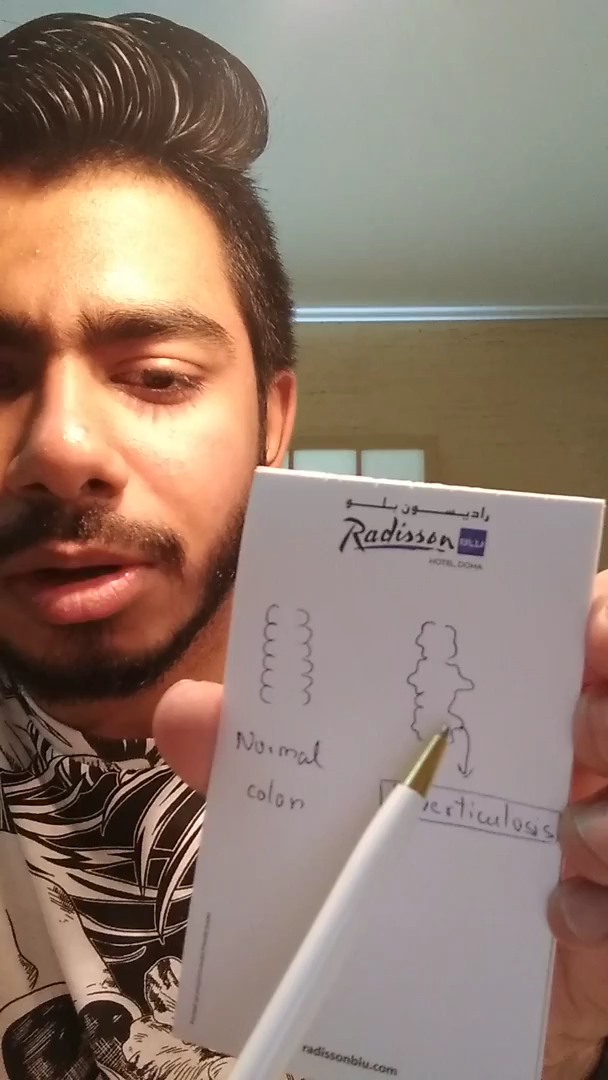 راديسون بلو
Radisson BLU
HOTEL, DOHA
Normal
colon
verticulosis
radissonblu.com